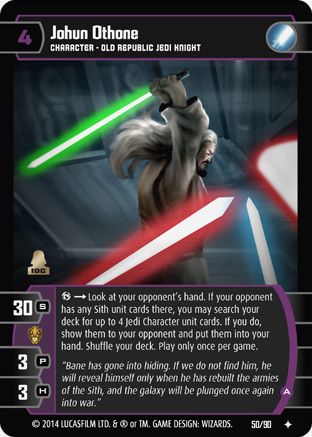 4
Johun Othone
CHARACTER - OLD REPUBLIC JEDI KNIGHT
IDC
30 S
3 P
3 H
→Look at your opponent's hand. If your opponent
has any Sith unit cards there, you may search your
deck for up to 4 Jedi Character unit cards. If you do,
show them to your opponent and put them into your
hand. Shuffle your deck. Play only once per game.
"Bane has gone into hiding. If we do not find him, he
will reveal himself only when he has rebuilt the armies
of the Sith, and the galaxy will be plunged once again
into war."
A
© 2014 LUCASFILM LTD. & ® or TM. GAME DESIGN: WIZARDS.
50/90